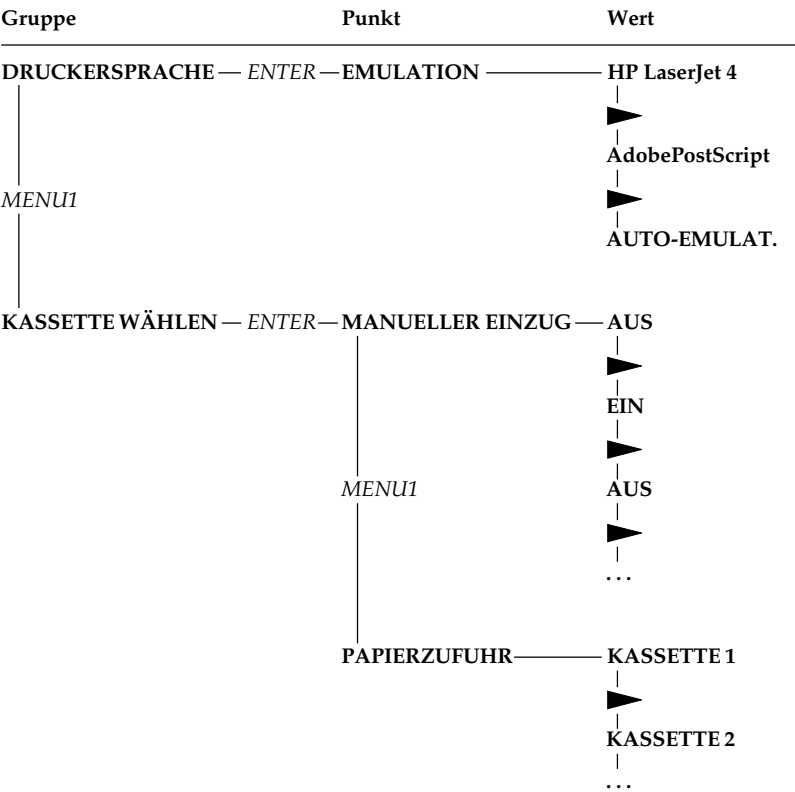 Gruppe Punkt Wert
DRUCKERSPRACHE ENTER EMULATION HP LaserJet 4
AdobePostScript
MENU1
AUTO-EMULAT.
KASSETTE WÄHLEN ENTER MANUELLER EINZUG AUS
EIN
MENU1 AUS
...
PAPIERZUFUHR KASSETTE 1
KASSETTE 2
...